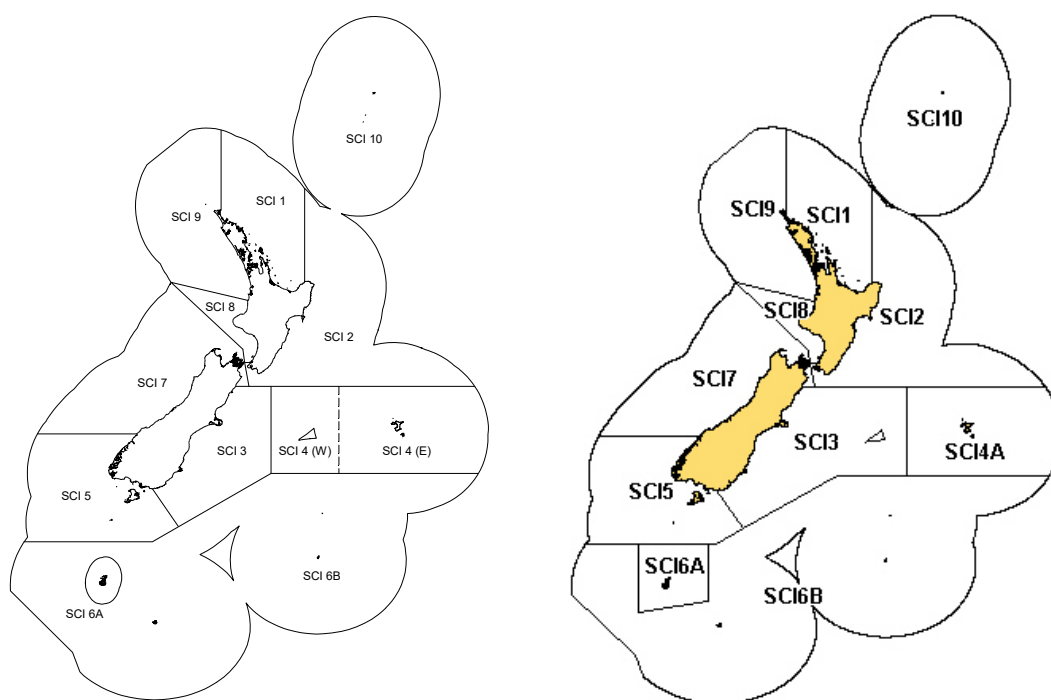 SCI 10
SCI 1
SCI 9
SCI 8
SCI 2
SCI 7
SCI 3
SCI 4 (W)
SCI 4 (E)
SCI 5
SCI 6B
SCI 6A
SCI10
SCI9
SCI1
SCI8
SCI2
SCI7
SCI3
SCI4A
SCI5
SCI6A
SCI6B